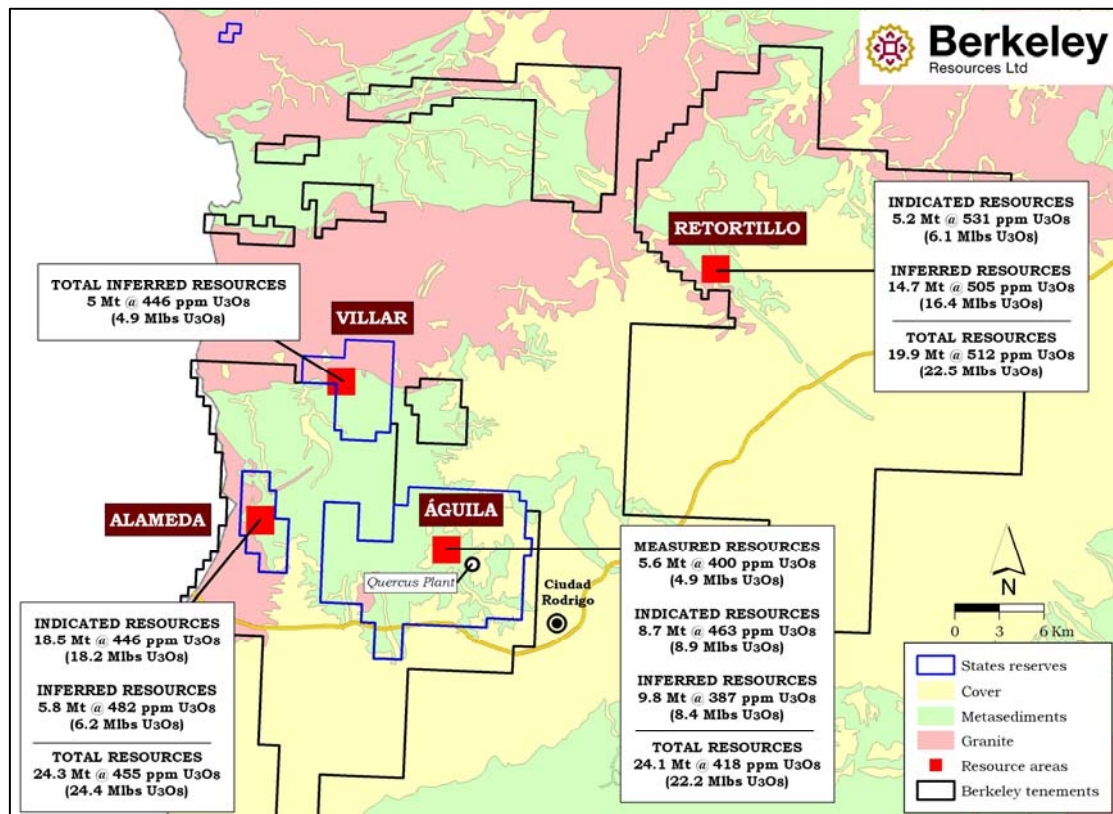 Berkeley
Resources Ltd
RETORTILLO
INDICATED RESOURCES
5.2 Mt @ 531 ppm U3O8
(6.1 Mlbs U3O8)
INFERRED RESOURCES
14.7 Mt @ 505 ppm U3O8
(16.4 Mlbs U3O8)
TOTAL RESOURCES
19.9 Mt @ 512 ppm U3O8
(22.5 Mlbs U3O8)
TOTAL INFERRED RESOURCES
5 Mt @ 446 ppm U3O8
(4.9 Mlbs U3O8)
VILLAR
ALAMEDA
ÁGUILA
Quercus Plant
Ciudad
Rodrigo
INDICATED RESOURCES
18.5 Mt @ 446 ppm U3O8
(18.2 Mlbs U3O8)
INFERRED RESOURCES
5.8 Mt @ 482 ppm U3O8
(6.2 Mlbs U3O8)
TOTAL RESOURCES
24.3 Mt @ 455 ppm U3O8
(24.4 Mlbs U3O8)
MEASURED RESOURCES
5.6 Mt @ 400 ppm U3O8
(4.9 Mlbs U3O8)
INDICATED RESOURCES
8.7 Mt @ 463 ppm U3O8
(8.9 Mlbs U3O8)
INFERRED RESOURCES
9.8 Mt @ 387 ppm U3O8
(8.4 Mlbs U3O8)
TOTAL RESOURCES
24.1 Mt @ 418 ppm U3O8
(22.2 Mlbs U3O8)
N
0 3 6 Km
States reserves
Cover
Metasediments
Granite
Resource areas
Berkeley tenements